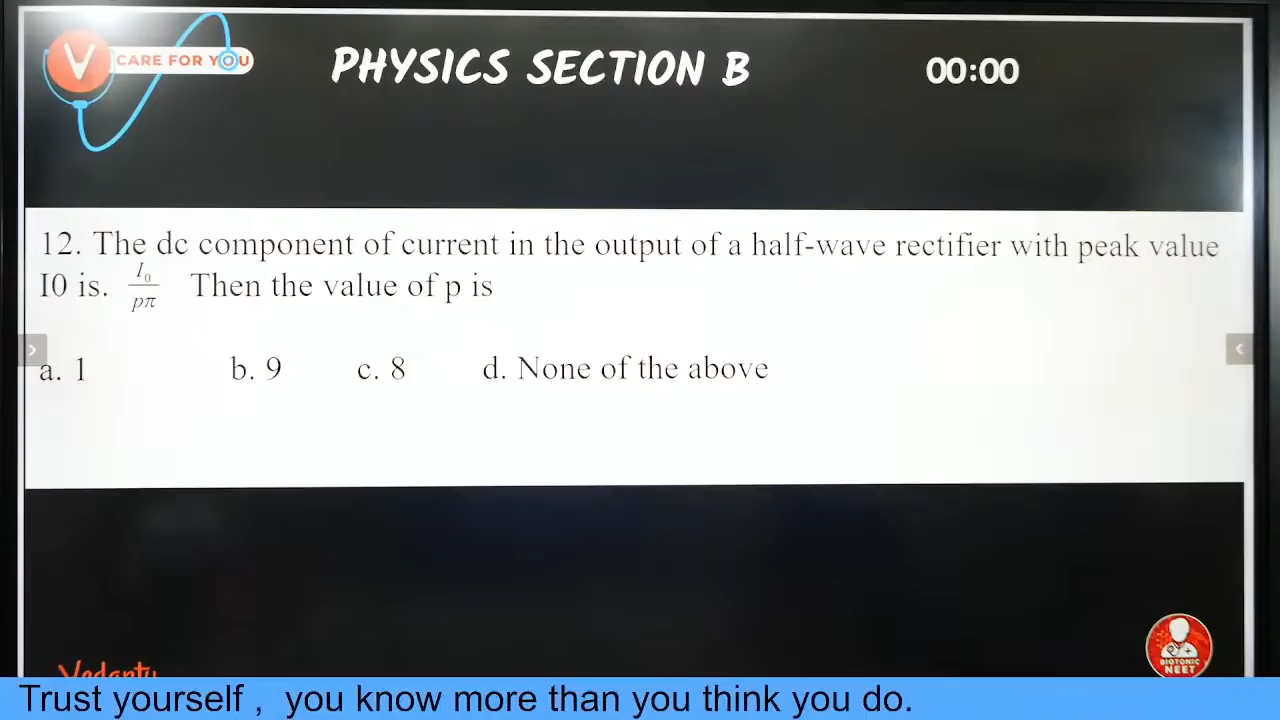 V CARE FOR YOU
PHYSICS SECTION B
00:00
12. The dc component of current in the output of a half-wave rectifier with peak value
I0 is. I₀/pπ Then the value of p is
a. 1 b. 9 c. 8 d. None of the above
BIOTONIC
NEET
Trust yourself , you know more than you think you do.